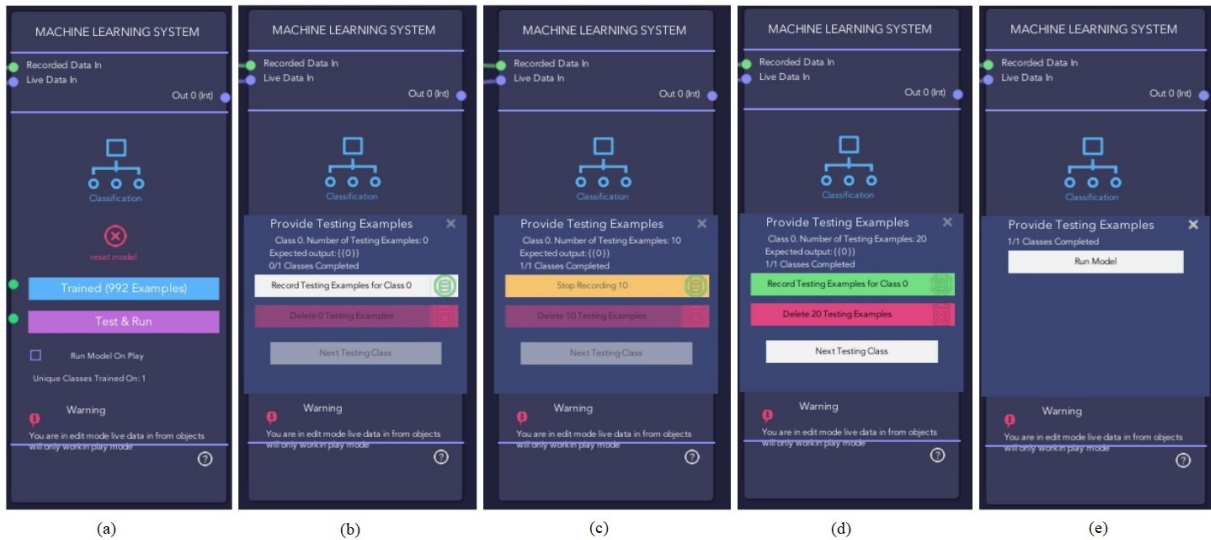 MACHINE LEARNING SYSTEM
Recorded Data In
Live Data In
Out 0 (Int)
Classification
reset model
Trained (992 Examples)
Test & Run
Run Model On Play
Unique Classes Trained On: 1
Warning
You are in edit mode live data in from objects
will only workin play mode
?
(a)
MACHINE LEARNING SYSTEM
Recorded Data In
Live Data In
Out 0 (Int)
Classification
Provide Testing Examples
Class 0. Number of Testing Examples: 0
Expected output: {{0}}
0/1 Classes Completed
Record Testing Examples for Class 0
Delete 0 Testing Examples
Next Testing Class
Warning
You are in edit mode live data in from objects
will only workin play mode
?
(b)
MACHINE LEARNING SYSTEM
Recorded Data In
Live Data In
Out 0 (Int)
Classification
Provide Testing Examples
Class 0. Number of Testing Examples: 10
Expected output: {{0}}
1/1 Classes Completed
Stop Recording 10
Delete 10 Testing Examples
Next Testing Class
Warning
You are in edit mode live data in from objects
will only workin play mode
?
(c)
MACHINE LEARNING SYSTEM
Recorded Data In
Live Data In
Out 0 (Int)
Classification
Provide Testing Examples
Class 0. Number of Testing Examples: 20
Expected output: {{0}}
1/1 Classes Completed
Record Testing Examples for Class 0
Delete 20 Testing Examples
Next Testing Class
Warning
You are in edit mode live data in from objects
will only workin play mode
?
(d)
MACHINE LEARNING SYSTEM
Recorded Data In
Live Data In
Out 0 (Int)
Classification
Provide Testing Examples
1/1 Classes Completed
Run Model
Warning
You are in edit mode live data in from objects
will only workin play mode
?
(e)